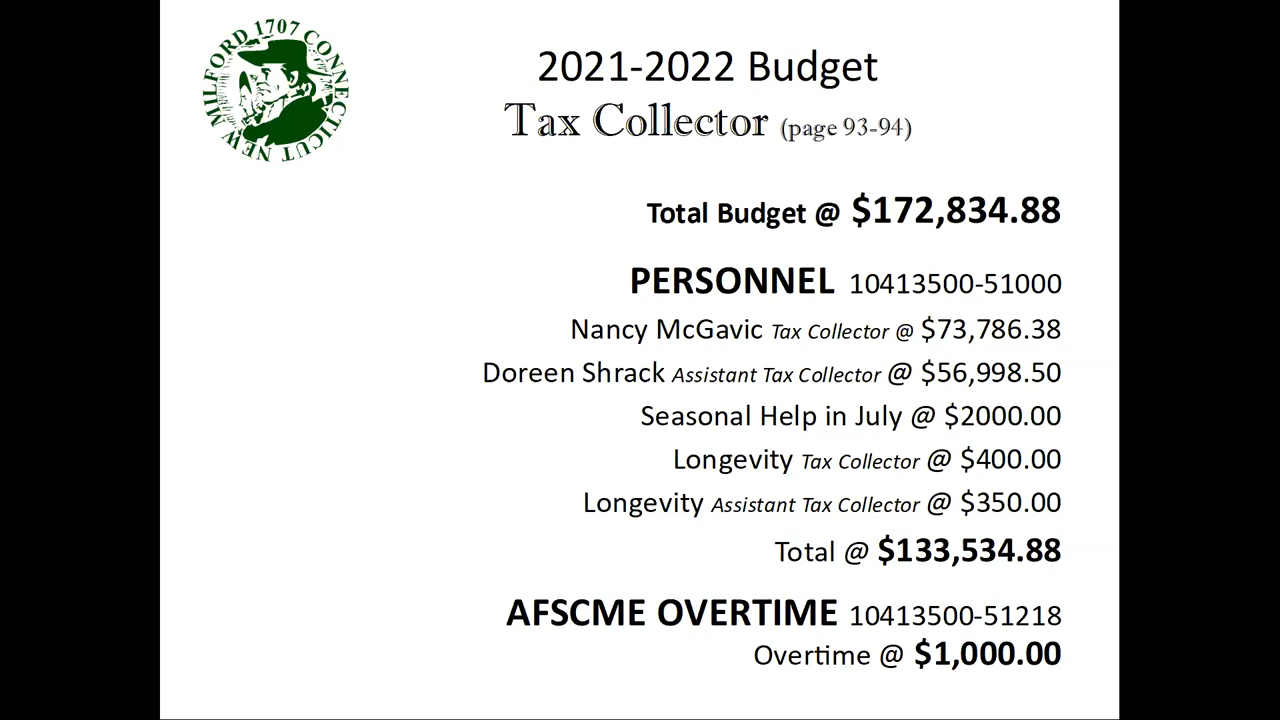 NEW MILFORD 1707 CONNECTICUT
2021-2022 Budget
Tax Collector (page 93-94)
Total Budget @ $172,834.88
PERSONNEL 10413500-51000
Nancy McGavic Tax Collector @ $73,786.38
Doreen Shrack Assistant Tax Collector @ $56,998.50
Seasonal Help in July @ $2000.00
Longevity Tax Collector @ $400.00
Longevity Assistant Tax Collector @ $350.00
Total @ $133,534.88
AFSCME OVERTIME 10413500-51218
Overtime @ $1,000.00